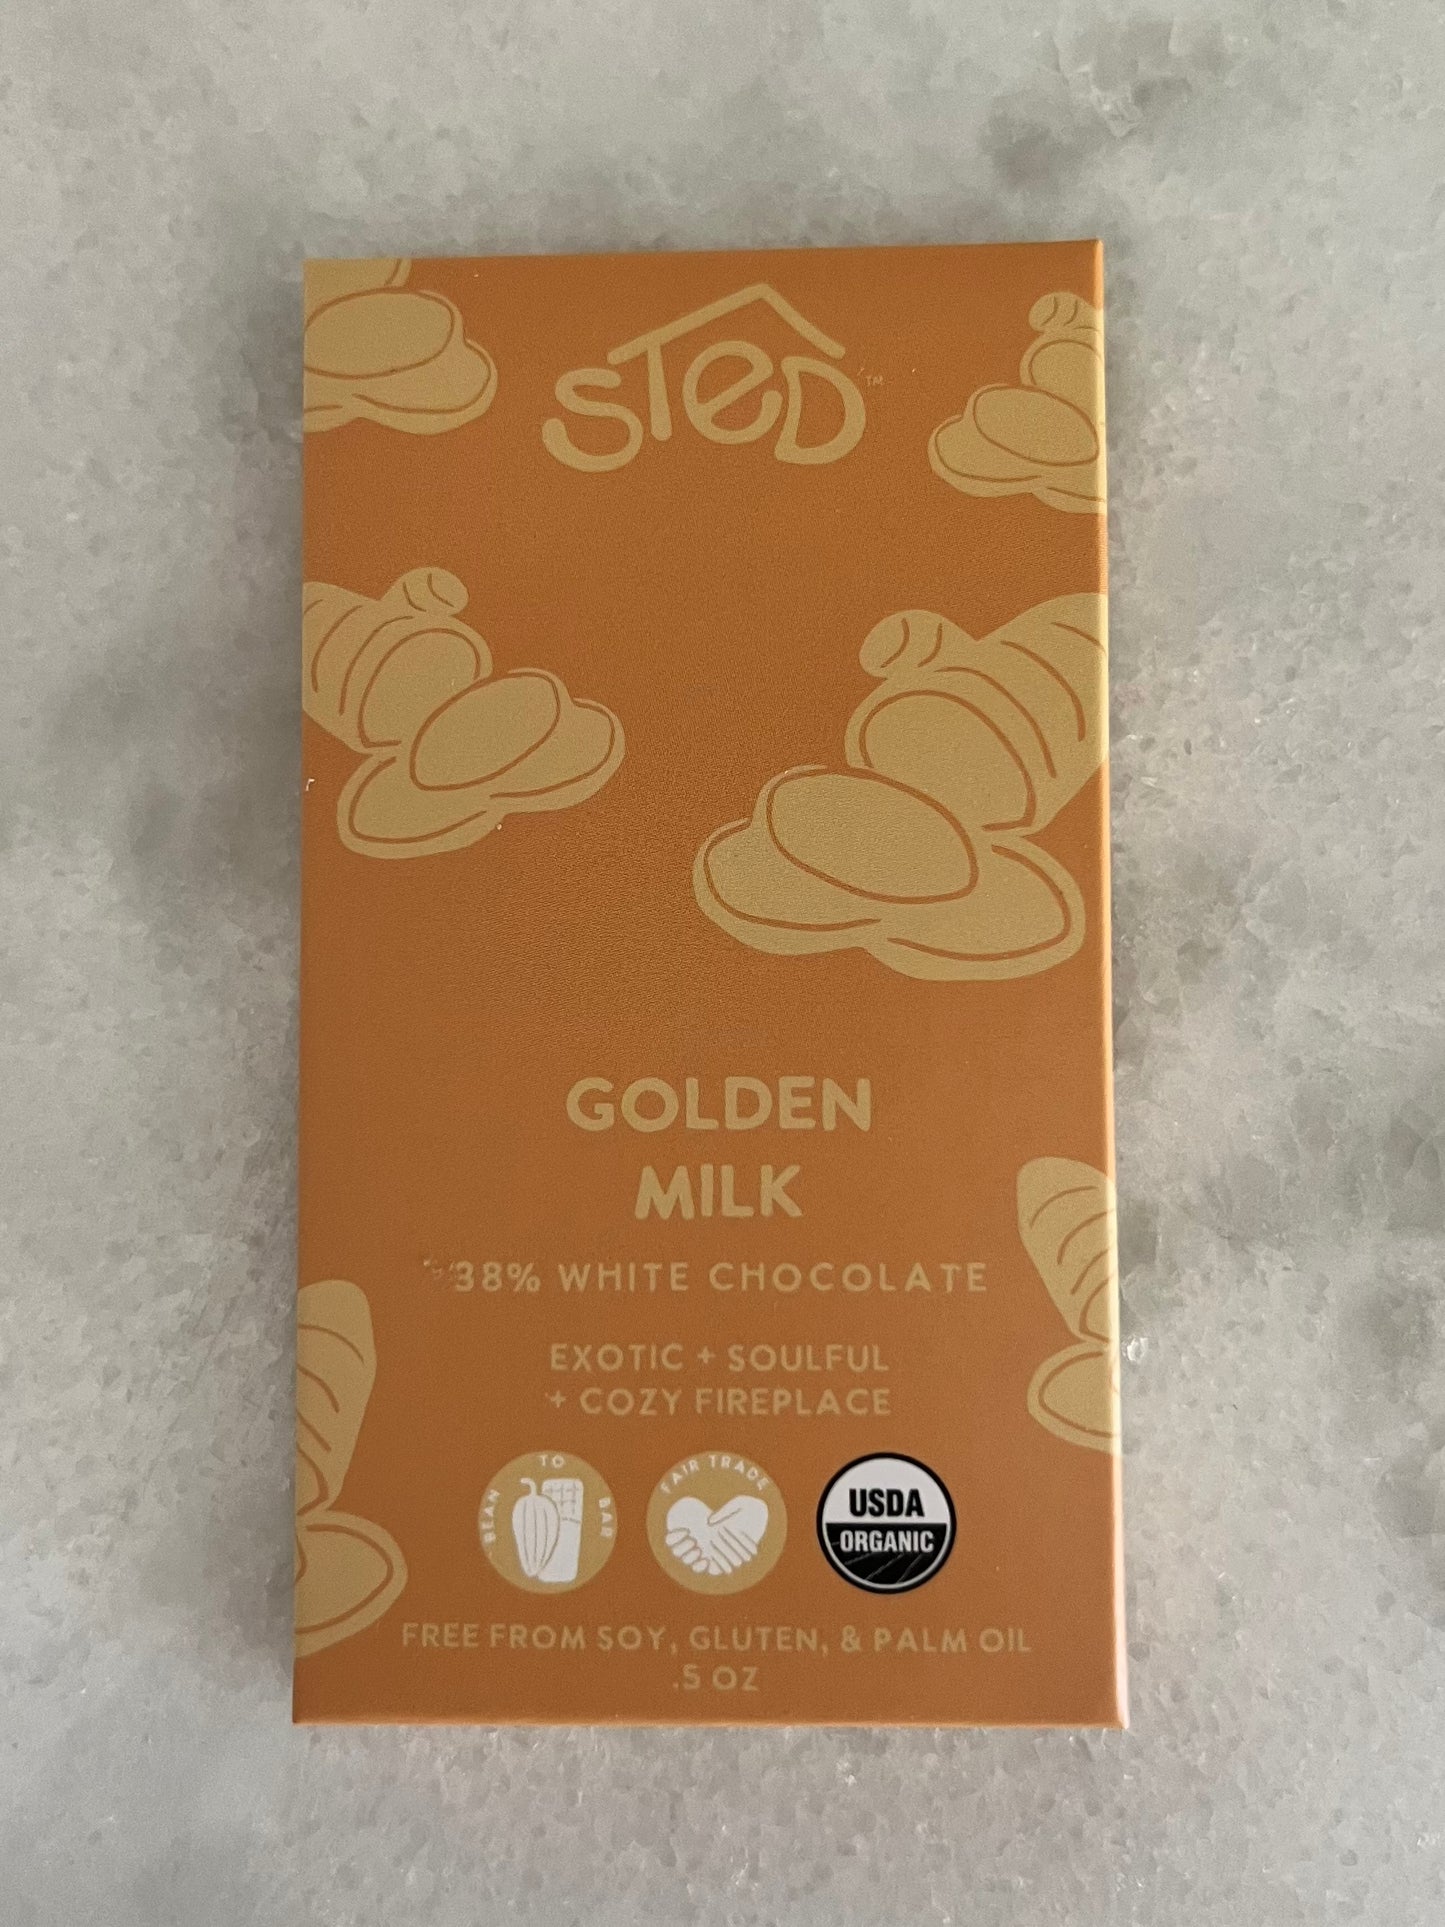 STED™
GOLDEN
MILK
38% WHITE CHOCOLATE
EXOTIC + SOULFUL
+ COZY FIREPLACE
BEAN TO BAR
FAIR TRADE
USDA
ORGANIC
FREE FROM SOY, GLUTEN, & PALM OIL
.5 OZ